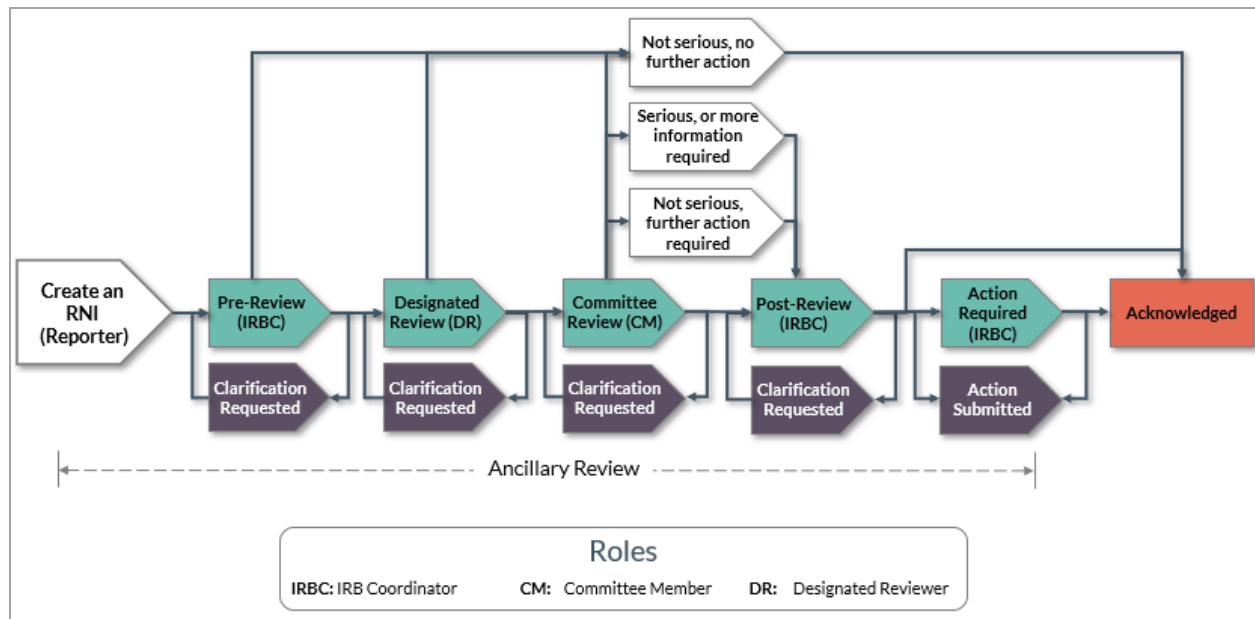 Not serious, no
further action
Serious, or more
information
required
Not serious,
further action
required
Create an
RNI
(Reporter)
Pre-Review
(IRBC)
Designated
Review (DR)
Committee
Review (CM)
Post-Review
(IRBC)
Action
Required
(IRBC)
Acknowledged
Clarification
Requested
Clarification
Requested
Clarification
Requested
Clarification
Requested
Action
Submitted
Ancillary Review
Roles
IRBC: IRB Coordinator CM: Committee Member DR: Designated Reviewer